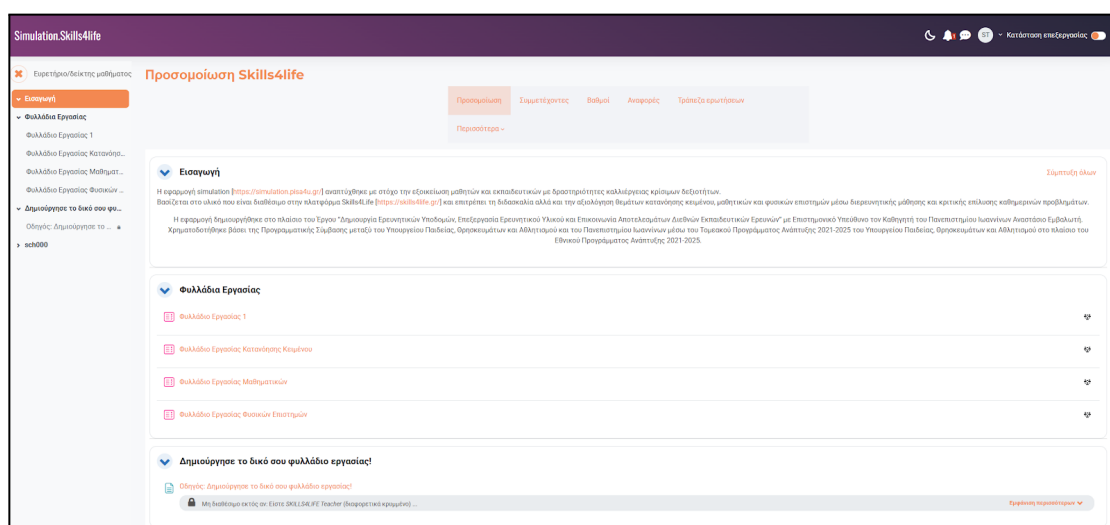 Simulation.Skills4life
ST
Κατάσταση επεξεργασίας
Ευρετήριο/δείκτης μαθήματος
Εισαγωγή
Φυλλάδια Εργασίας
Φυλλάδιο Εργασίας 1
Φυλλάδιο Εργασίας Κατανόησ...
Φυλλάδιο Εργασίας Μαθηματ...
Φυλλάδιο Εργασίας Φυσικών ...
Δημιούργησε το δικό σου φυ...
Οδηγός: Δημιούργησε το ...
sch000
Προσομοίωση Skills4life
Προσομοίωση Συμμετέχοντες Βαθμοί Αναφορές Τράπεζα ερωτήσεων
Περισσότερα
Εισαγωγή
Σύμπτυξη όλων
Η εφαρμογή simulation [https://simulation.pisa4u.gr/] αναπτύχθηκε με στόχο την εξοικείωση μαθητών και εκπαιδευτικών με δραστηριότητες καλλιέργειας κρίσιμων δεξιοτήτων.
Βασίζεται στο υλικό που είναι διαθέσιμο στην πλατφόρμα Skills4Life [https://skills4life.gr/] και επιτρέπει τη διδασκαλία αλλά και την αξιολόγηση θεμάτων κατανόησης κειμένου, μαθητικών και φυσικών επιστημών μέσω διερευνητικής μάθησης και κριτικής επίλυσης καθημερινών προβλημάτων.
Η εφαρμογή δημιουργήθηκε στο πλαίσιο του Έργου "Δημιουργία Ερευνητικών Υποδομών, Επεξεργασία Ερευνητικού Υλικού και Επικοινωνία Αποτελεσμάτων Διεθνών Εκπαιδευτικών Ερευνών" με Επιστημονικό Υπεύθυνο τον Καθηγητή του Πανεπιστημίου Ιωαννίνων Αναστάσιο Εμβαλωτή.
Χρηματοδοτήθηκε βάσει της Προγραμματικής Σύμβασης μεταξύ του Υπουργείου Παιδείας, Θρησκευμάτων και Αθλητισμού και του Πανεπιστημίου Ιωαννίνων μέσω του Τομεακού Προγράμματος Ανάπτυξης 2021-2025 του Υπουργείου Παιδείας, Θρησκευμάτων και Αθλητισμού στο πλαίσιο του
Εθνικού Προγράμματος Ανάπτυξης 2021-2025.
Φυλλάδια Εργασίας
Φυλλάδιο Εργασίας 1
Φυλλάδιο Εργασίας Κατανόησης Κειμένου
Φυλλάδιο Εργασίας Μαθηματικών
Φυλλάδιο Εργασίας Φυσικών Επιστημών
Δημιούργησε το δικό σου φυλλάδιο εργασίας!
Οδηγός: Δημιούργησε το δικό σου φυλλάδιο εργασίας!
Μη διαθέσιμο εκτός αν: Είστε SKILLS4LIFE Teacher (διαφορετικά κρυμμένο) ...
Εμφάνιση περισσότερων